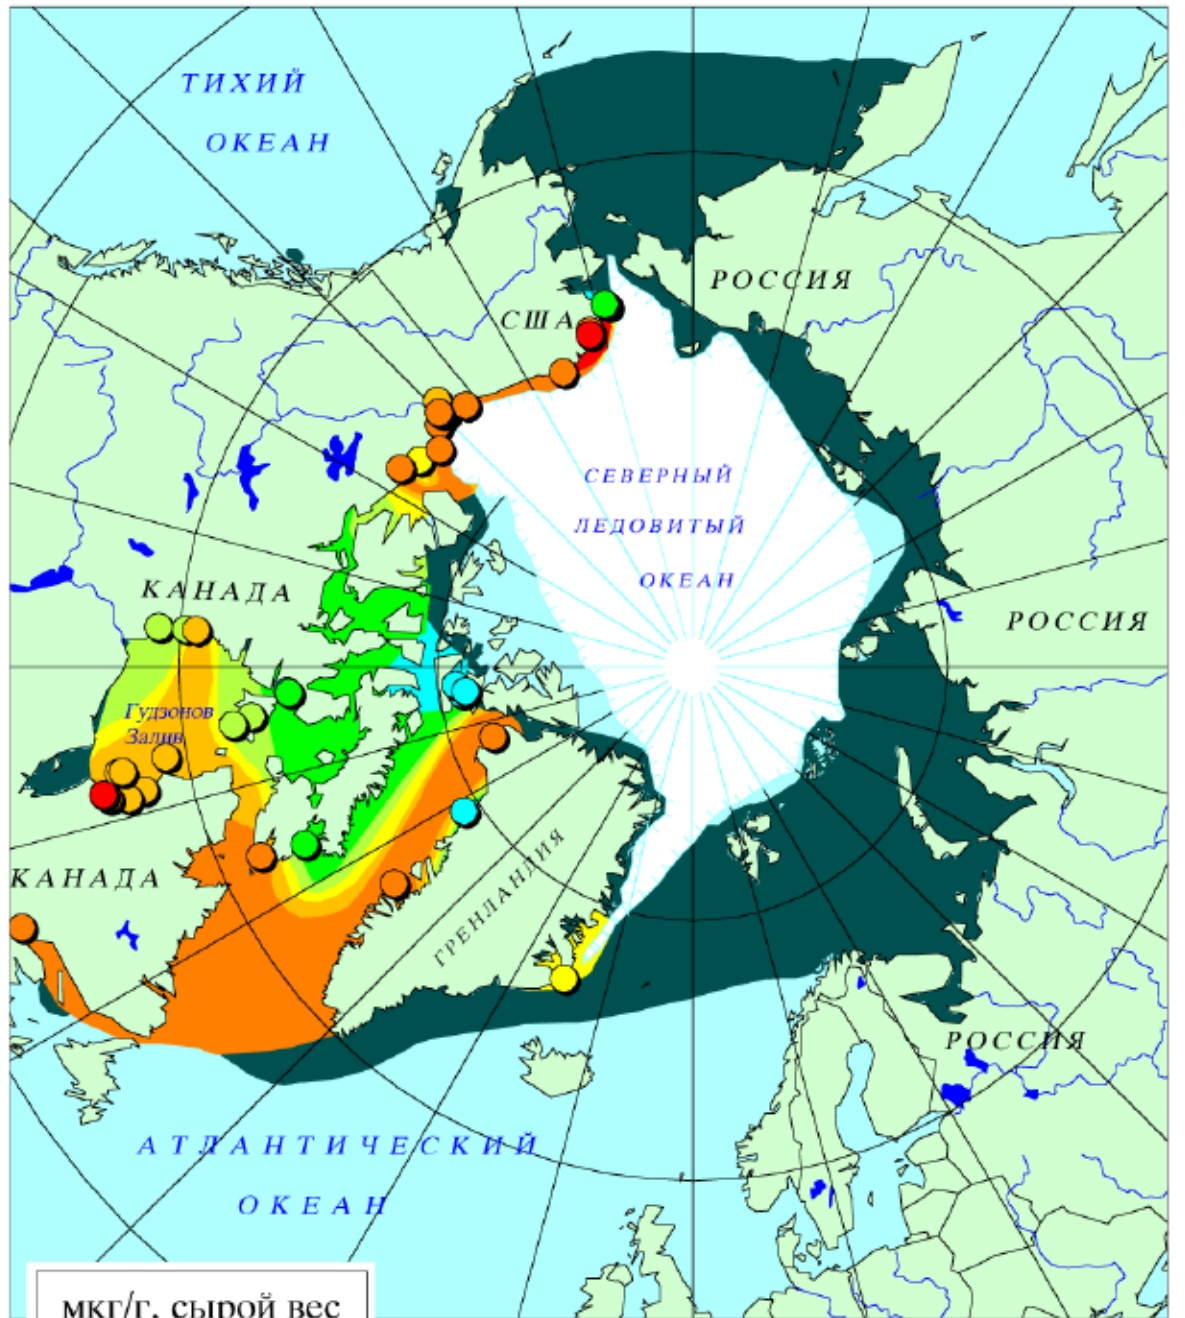 ТИХИЙ
ОКЕАН
РОССИЯ
США
СЕВЕРНЫЙ
ЛЕДОВИТЫЙ
ОКЕАН
КАНАДА
РОССИЯ
Гудзонов
Залив
КАНАДА
ГРЕНЛАНДИЯ
РОССИЯ
АТЛАНТИЧЕСКИЙ
ОКЕАН
мкг/г, сырой вес